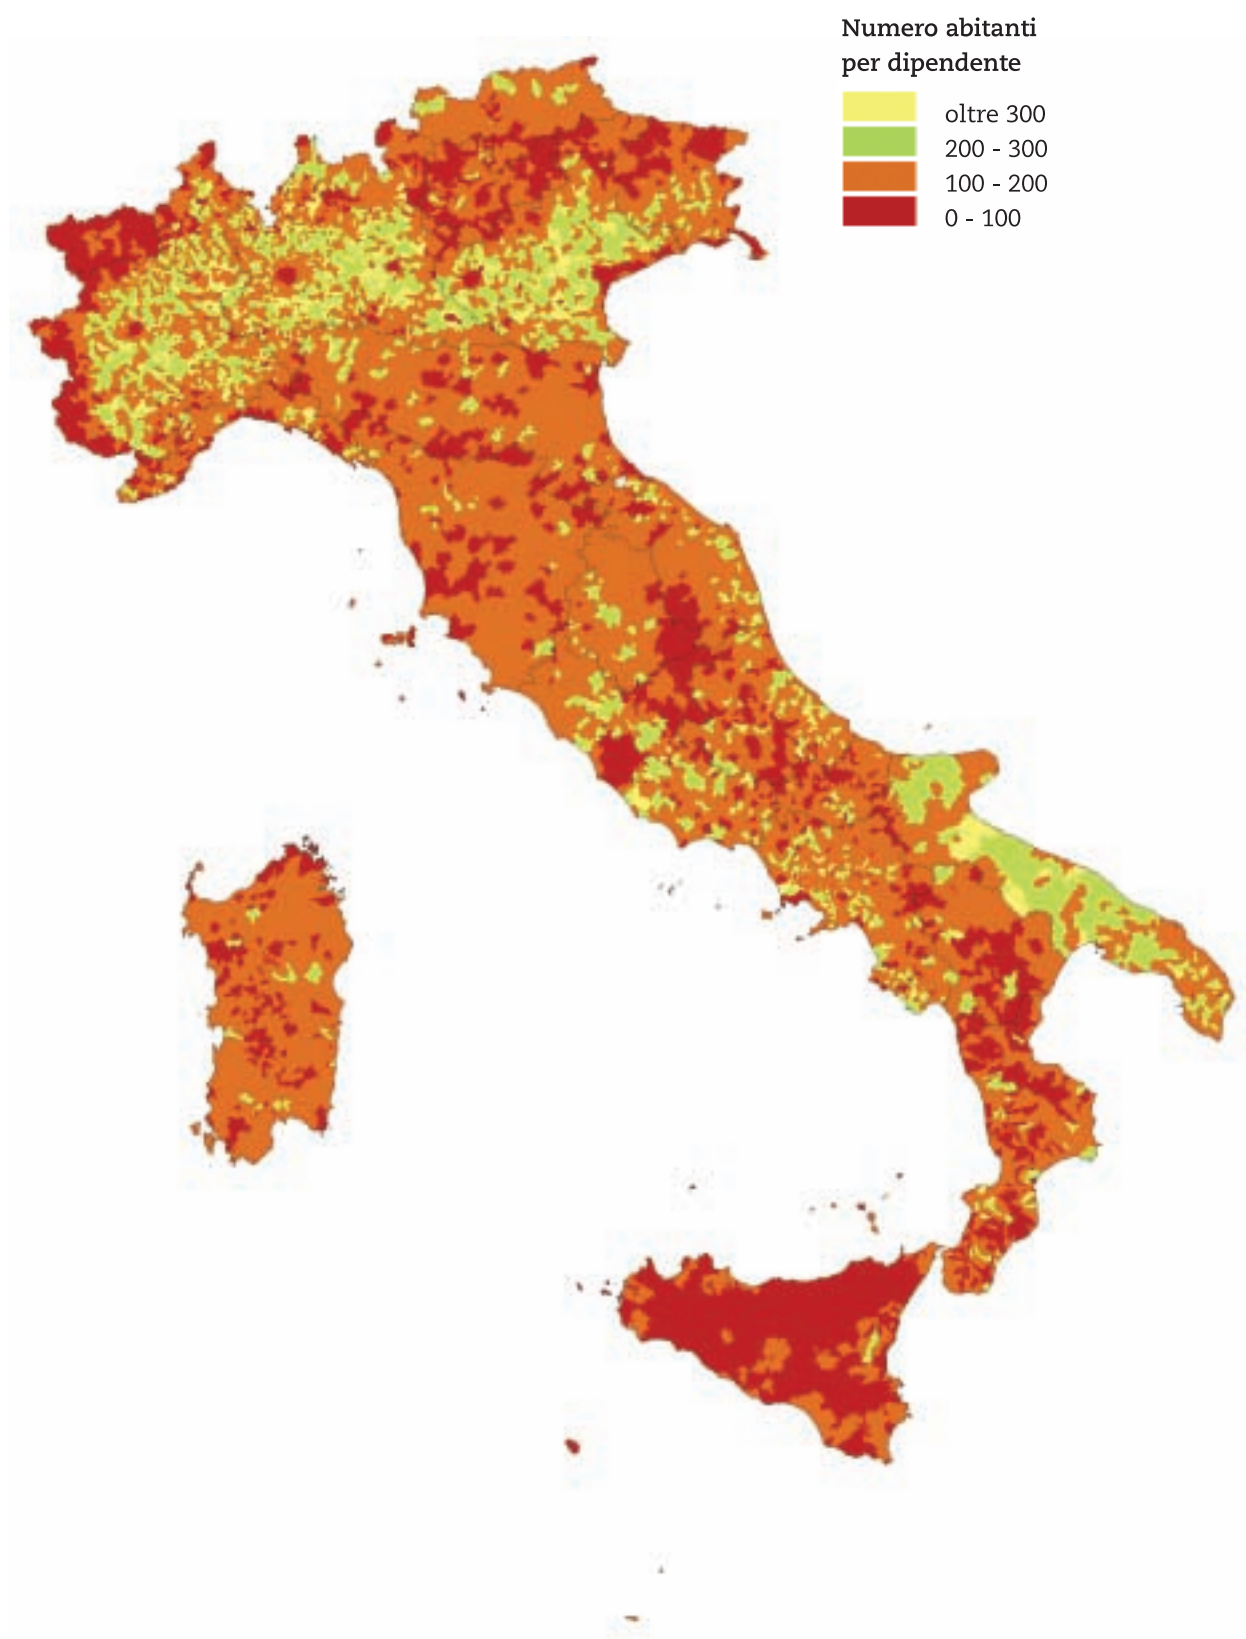 Numero abitanti
per dipendente
oltre 300
200 - 300
100 - 200
0 - 100